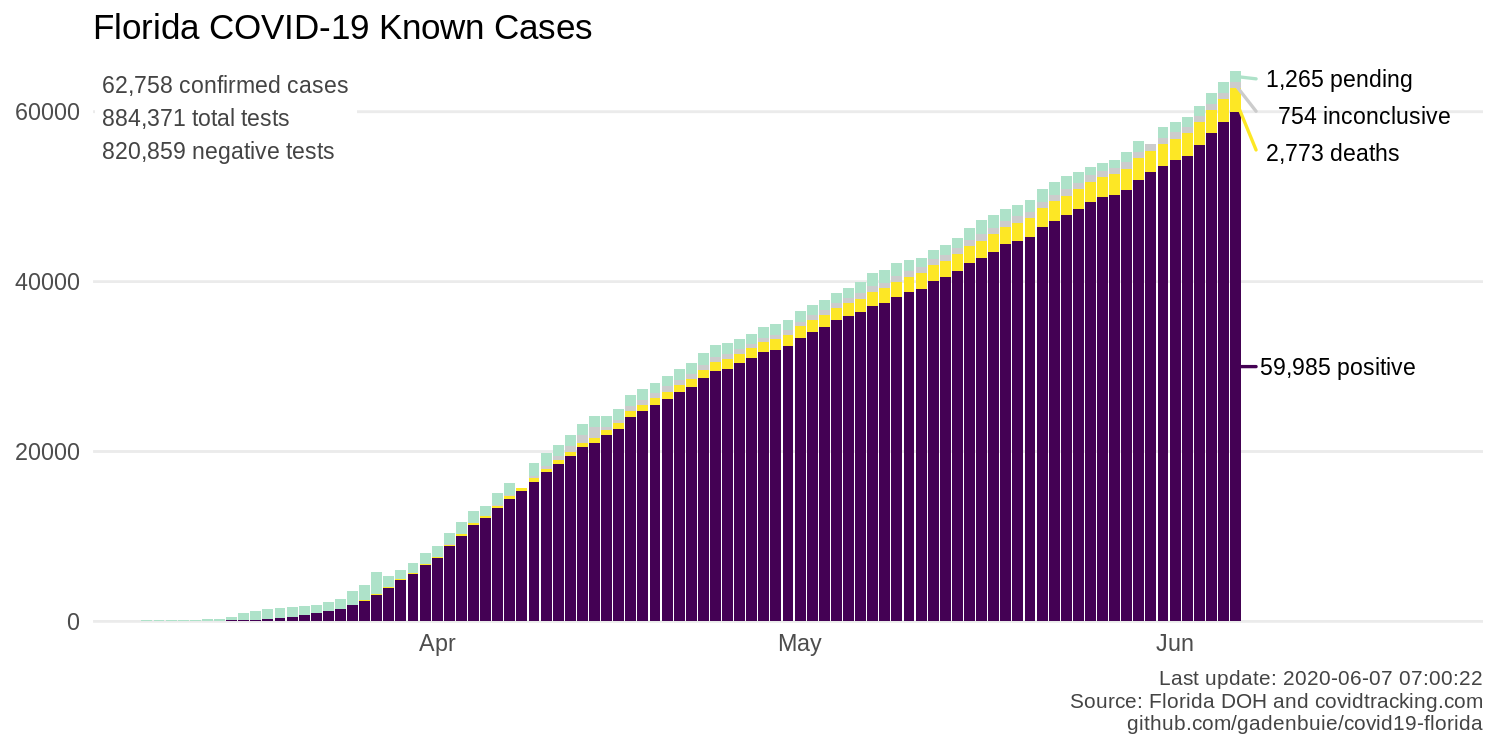 Florida COVID-19 Known Cases
62,758 confirmed cases
884,371 total tests
820,859 negative tests
1,265 pending
754 inconclusive
2,773 deaths
59,985 positive
60000
40000
20000
0
Apr May Jun
Last update: 2020-06-07 07:00:22
Source: Florida DOH and covidtracking.com
github.com/gadenbuie/covid19-florida